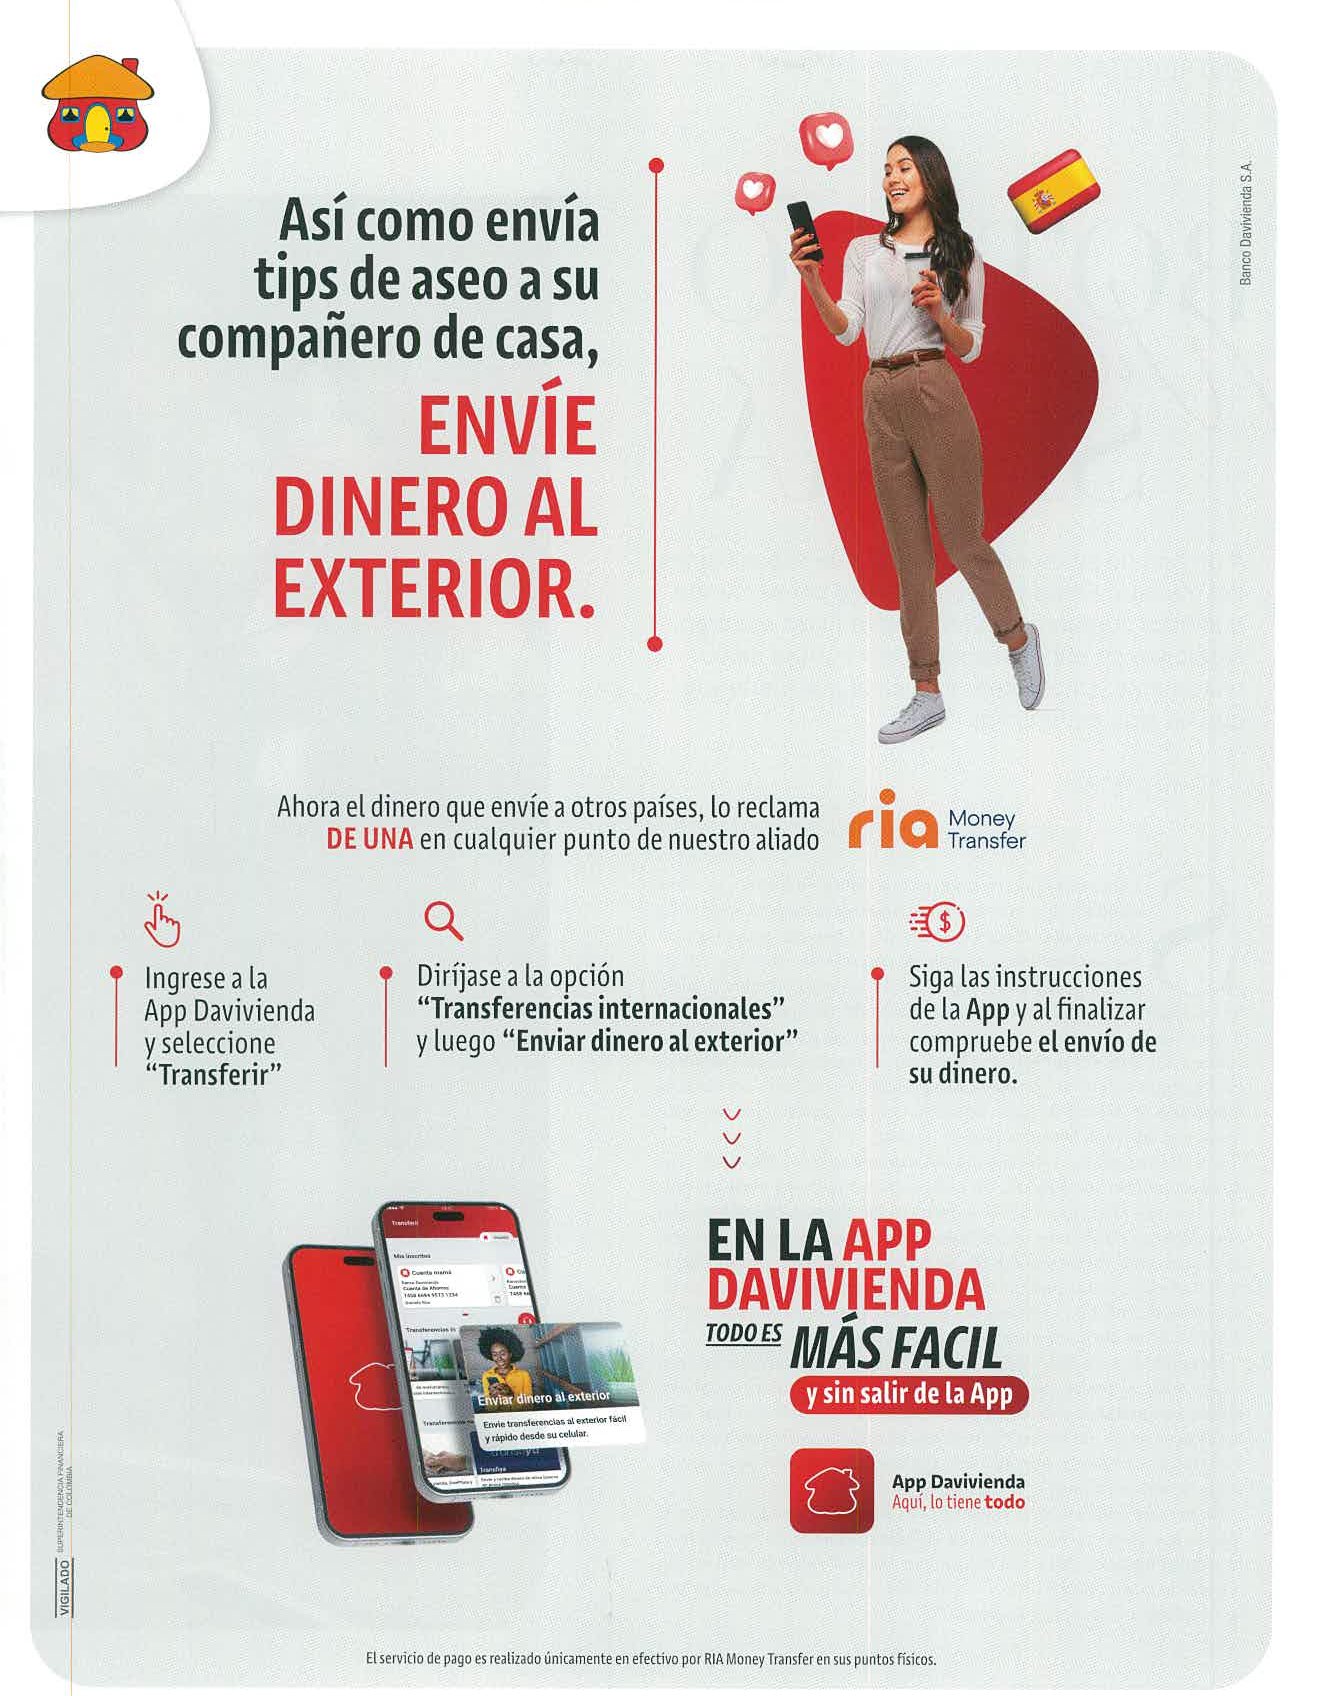 Banco Davivienda S.A.
Así como envía
tips de aseo a su
compañero de casa,
ENVÍE
DINERO AL
EXTERIOR.
Ahora el dinero que envíe a otros países, lo reclama
DE UNA en cualquier punto de nuestro aliado
ria Money
Transfer
Ingrese a la
App Davivienda
y seleccione
“Transferir”
Diríjase a la opción
“Transferencias internacionales”
y luego “Enviar dinero al exterior”
Siga las instrucciones
de la App y al finalizar
compruebe el envío de
su dinero.
Transferir
Mis inscritos
Cuenta mamá
Banco Davivienda
Cuenta de Ahorros
Transferencias in
Enviar dinero al exterior
Envíe transferencias al exterior fácil
y rápido desde su celular.
Transfiya
EN LA APP
DAVIVIENDA
TODO ES MÁS FACIL
y sin salir de la App
App Davivienda
Aquí, lo tiene todo
VIGILADO
SUPERINTENDENCIA FINANCIERA
DE COLOMBIA
El servicio de pago es realizado únicamente en efectivo por RIA Money Transfer en sus puntos físicos.